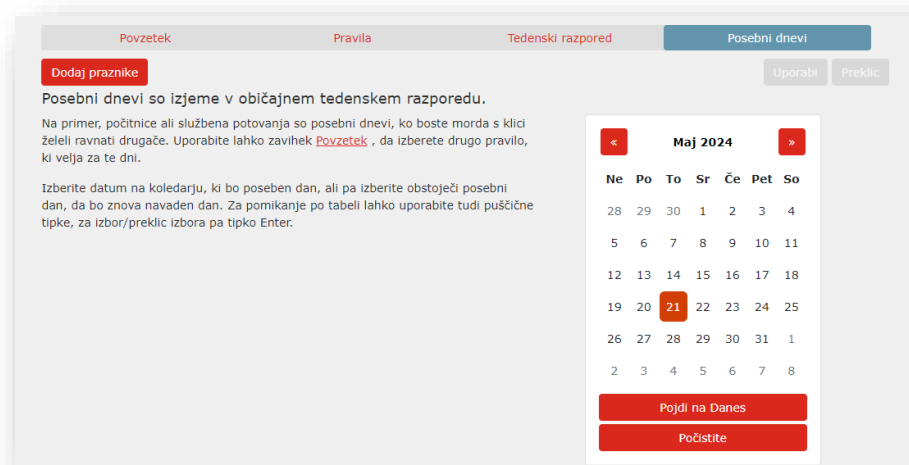 Povzetek Pravila Tedenski razpored Posebni dnevi
Dodaj praznike Uporabi Preklic
Posebni dnevi so izjeme v običajnem tedenskem razporedu.
Na primer, počitnice ali službena potovanja so posebni dnevi, ko boste morda s klici
želeli ravnati drugače. Uporabite lahko zavihek Povzetek , da izberete drugo pravilo,
ki velja za te dni.
Izberite datum na koledarju, ki bo poseben dan, ali pa izberite obstoječi posebni
dan, da bo znova navaden dan. Za pomikanje po tabeli lahko uporabite tudi puščične
tipke, za izbor/preklic izbora pa tipko Enter.
« Maj 2024 »
Ne Po To Sr Če Pet So
28 29 30 1 2 3 4
5 6 7 8 9 10 11
12 13 14 15 16 17 18
19 20 21 22 23 24 25
26 27 28 29 30 31 1
2 3 4 5 6 7 8
Pojdi na Danes
Počistite